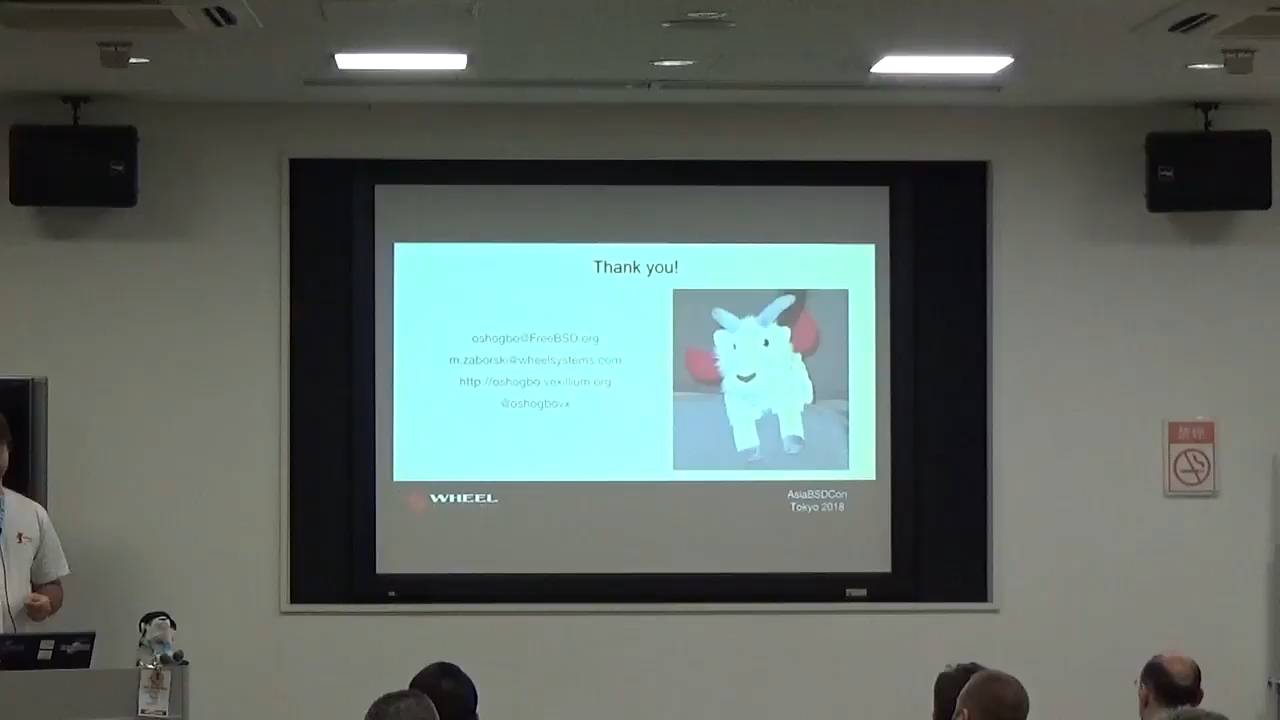 Thank you!
oshogbo@FreeBSD.org
m.zaborski@wheelsystems.com
http://oshogbo.vexillium.org
@oshogbovx
WHEEL
AsiaBSDCon
Tokyo 2018
禁煙